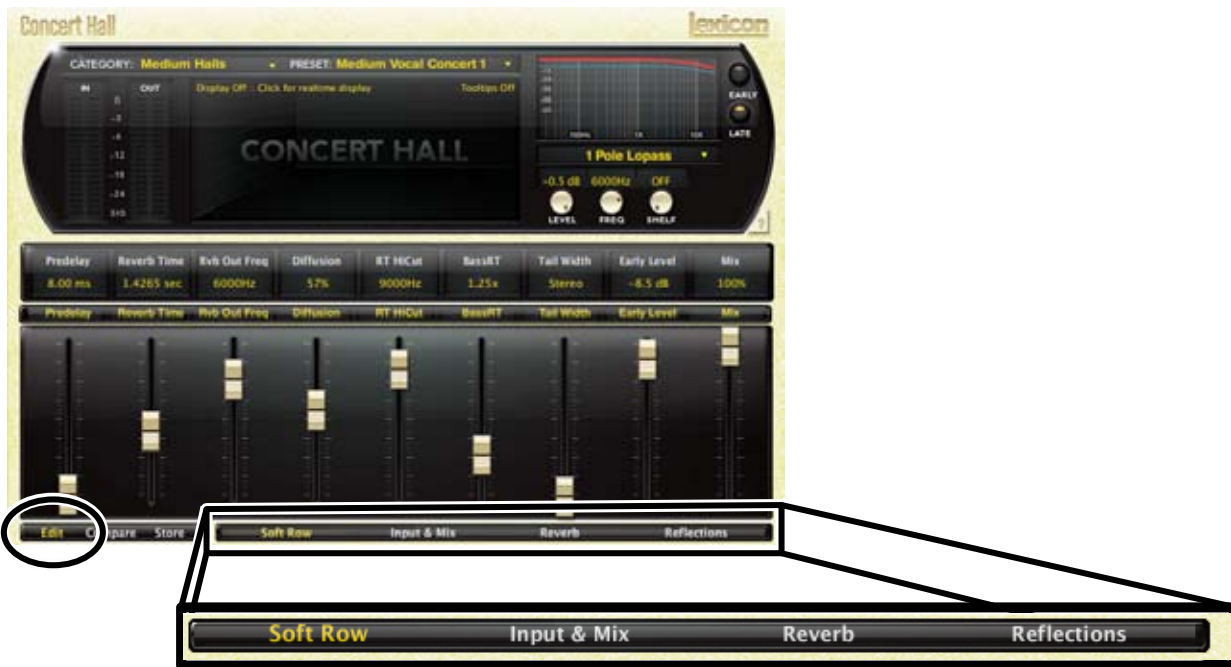 Concert Hall
lexicon
CATEGORY: Medium Halls PRESET: Medium Vocal Concert 1
IN OUT Display Off : Click for realtime display Tooltips Off
CONCERT HALL
0
-12
-24
EARLY
LATE
100Hz 1K 10K
1 Pole Lopass
-0.5 dB 6000Hz OFF
LEVEL FREQ SHELF
?
Predelay Reverb Time Rvb Out Freq Diffusion RT HiCut BassRT Tail Width Early Level Mix
8.00 ms 1.4265 sec 6000Hz 57% 9000Hz 1.25x Stereo -6.5 dB 100%
Predelay Reverb Time Rvb Out Freq Diffusion RT HiCut BassRT Tail Width Early Level Mix
Edit Compare Store Soft Row Input & Mix Reverb Reflections
Soft Row Input & Mix Reverb Reflections